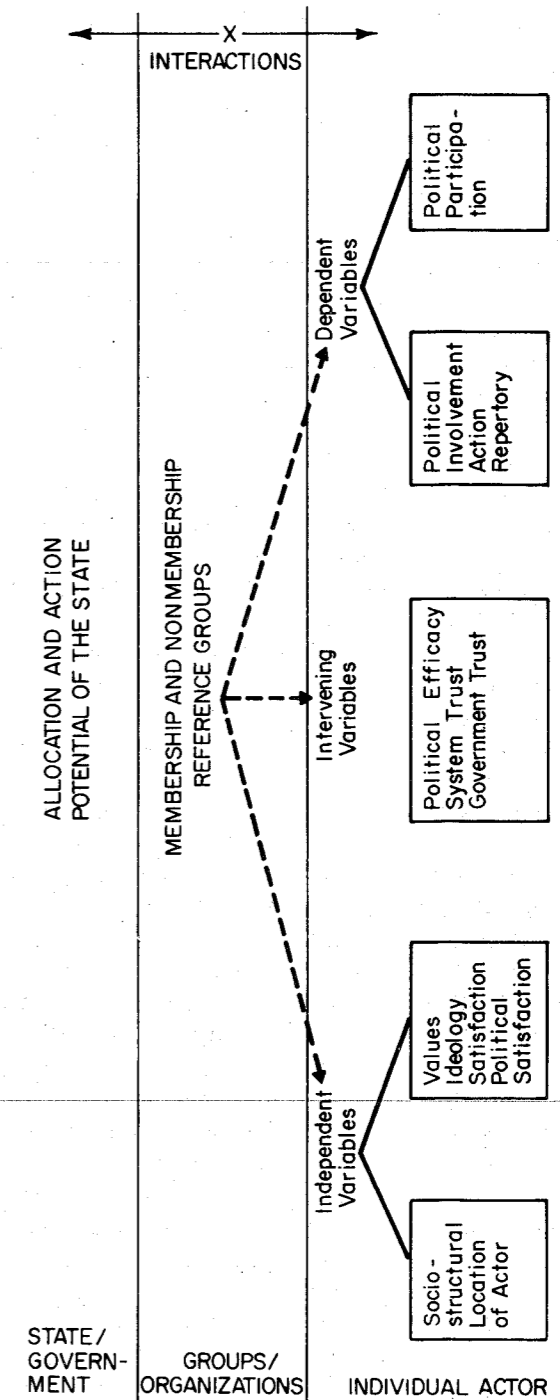 STATE/
GOVERN-
MENT
ALLOCATION AND ACTION
POTENTIAL OF THE STATE
GROUPS/
ORGANIZATIONS
MEMBERSHIP AND NONMEMBERSHIP
REFERENCE GROUPS
X
INTERACTIONS
INDIVIDUAL ACTOR
Independent
Variables
Intervening
Variables
Dependent
Variables
Socio-
structural
Location
of Actor
Values
Ideology
Satisfaction
Political
Satisfaction
Political Efficacy
System Trust
Government Trust
Political
Involvement
Action
Repertory
Political
Participa-
tion